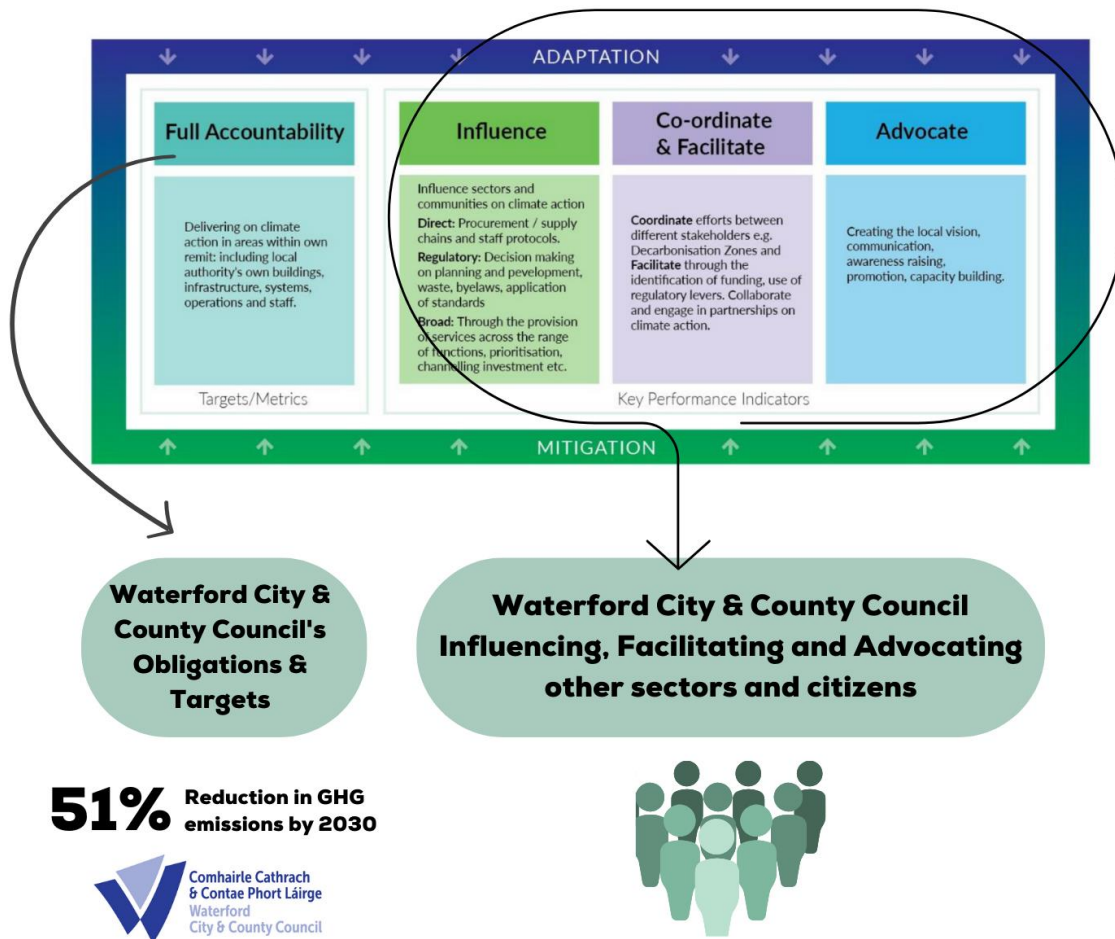 ADAPTATION
Full Accountability
Delivering on climate
action in areas within own
remit: including local
authority's own buildings,
infrastructure, systems,
operations and staff.
Targets/Metrics
Influence
Influence sectors and
communities on climate action
Direct: Procurement / supply
chains and staff protocols.
Regulatory: Decision making
on planning and pevelopment,
waste, byelaws, application
of standards
Broad: Through the provision
of services across the range
of functions, prioritisation,
channelling investment etc.
Co-ordinate
& Facilitate
Coordinate efforts between
different stakeholders e.g.
Decarbonisation Zones and
Facilitate through the
identification of funding, use of
regulatory levers. Collaborate
and engage in partnerships on
climate action.
Advocate
Creating the local vision,
communication,
awareness raising,
promotion, capacity building.
Key Performance Indicators
MITIGATION
Waterford City &
County Council's
Obligations &
Targets
Waterford City & County Council
Influencing, Facilitating and Advocating
other sectors and citizens
51% Reduction in GHG
emissions by 2030
Comhairle Cathrach
& Contae Phort Láirge
Waterford
City & County Council